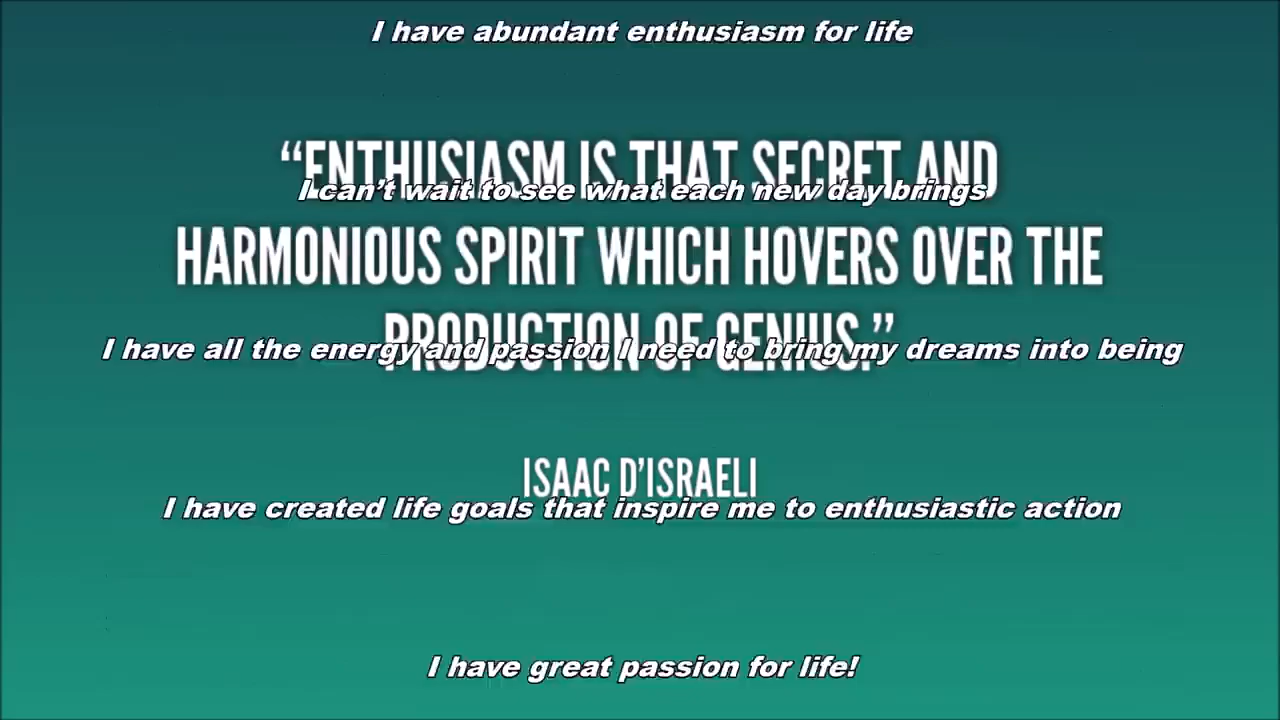 I have abundant enthusiasm for life
“ENTHUSIASM IS THAT SECRET AND
I can’t wait to see what each new day brings
HARMONIOUS SPIRIT WHICH HOVERS OVER THE
PRODUCTION OF GENIUS.”
I have all the energy and passion I need to bring my dreams into being
ISAAC D’ISRAELI
I have created life goals that inspire me to enthusiastic action
I have great passion for life!